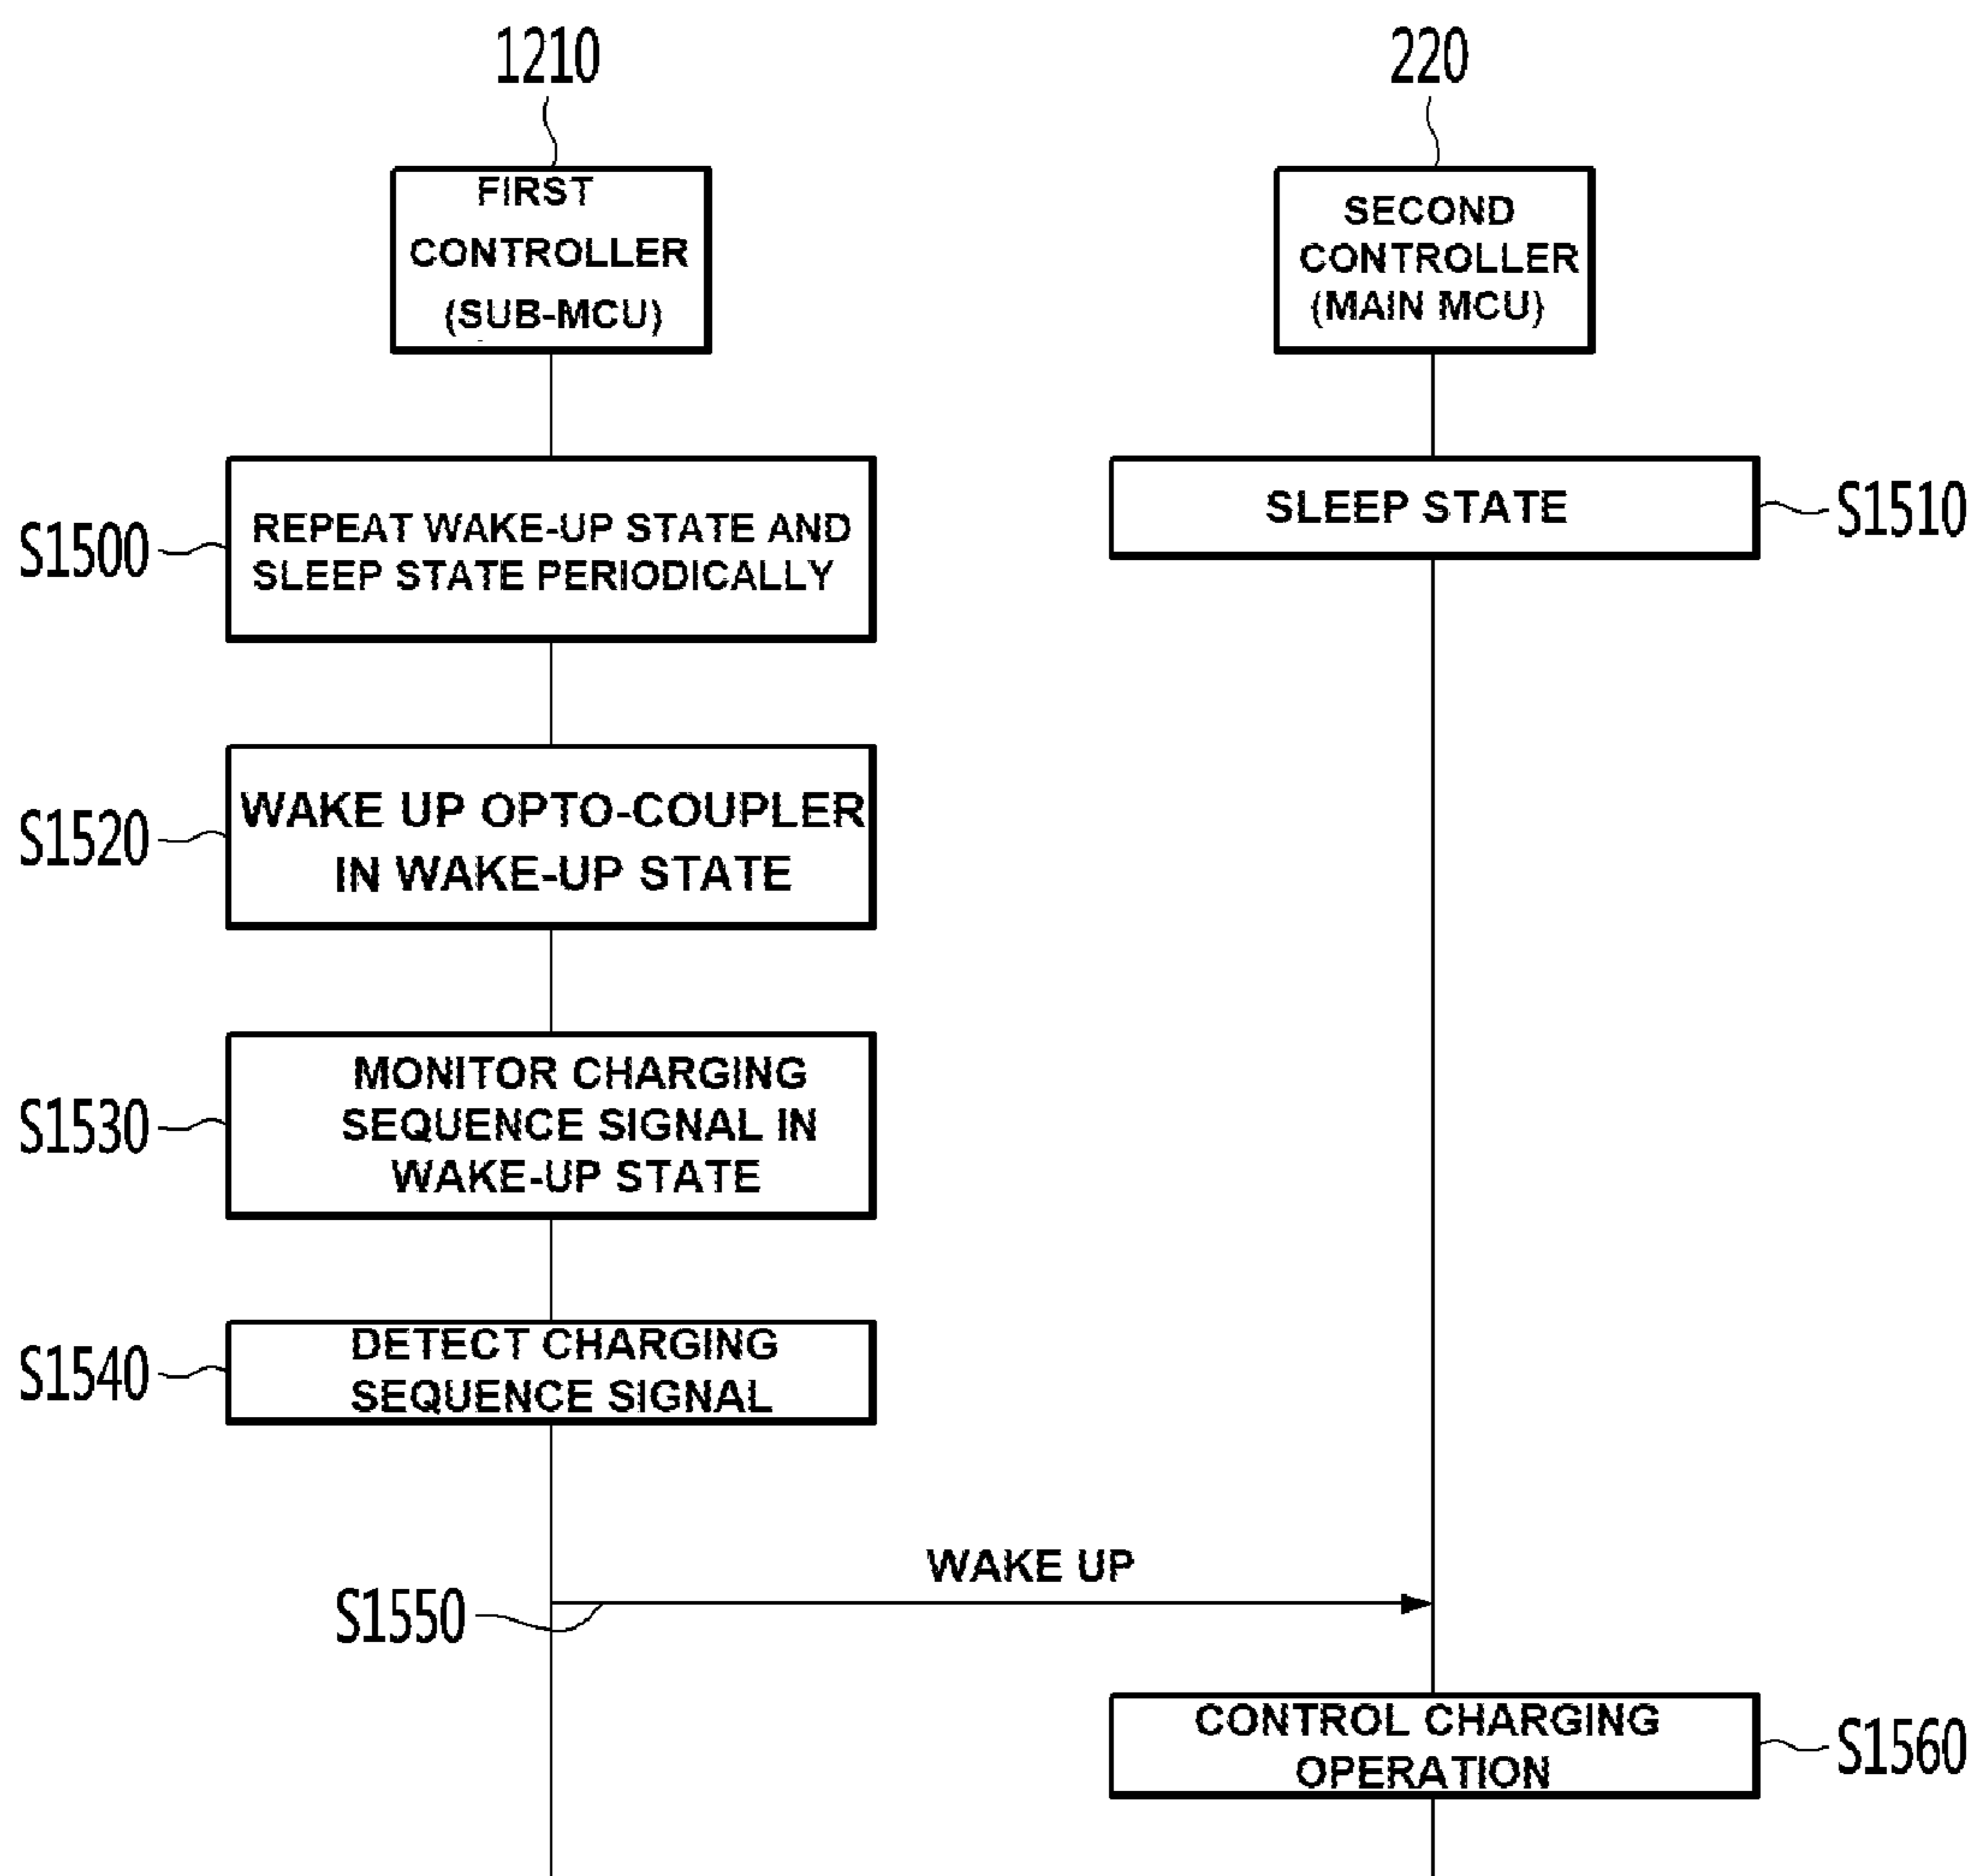 1210
220
FIRST
CONTROLLER
(SUB-MCU)
SECOND
CONTROLLER
(MAIN MCU)
S1500
REPEAT WAKE-UP STATE AND
SLEEP STATE PERIODICALLY
SLEEP STATE
S1510
S1520
WAKE UP OPTO-COUPLER
IN WAKE-UP STATE
S1530
MONITOR CHARGING
SEQUENCE SIGNAL IN
WAKE-UP STATE
S1540
DETECT CHARGING
SEQUENCE SIGNAL
WAKE UP
S1550
CONTROL CHARGING
OPERATION
S1560